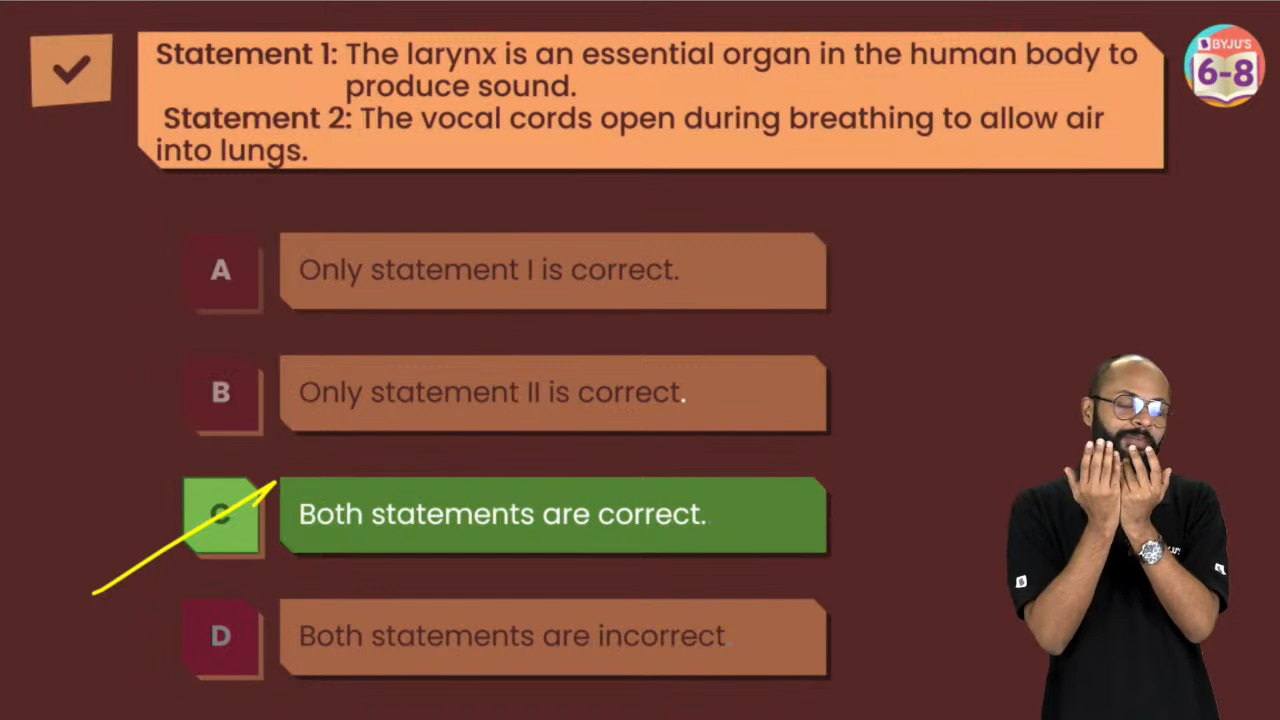 Statement 1: The larynx is an essential organ in the human body to
produce sound.
Statement 2: The vocal cords open during breathing to allow air
into lungs.
BYJU'S
6-8
A
Only statement I is correct.
B
Only statement II is correct.
C
Both statements are correct.
D
Both statements are incorrect.